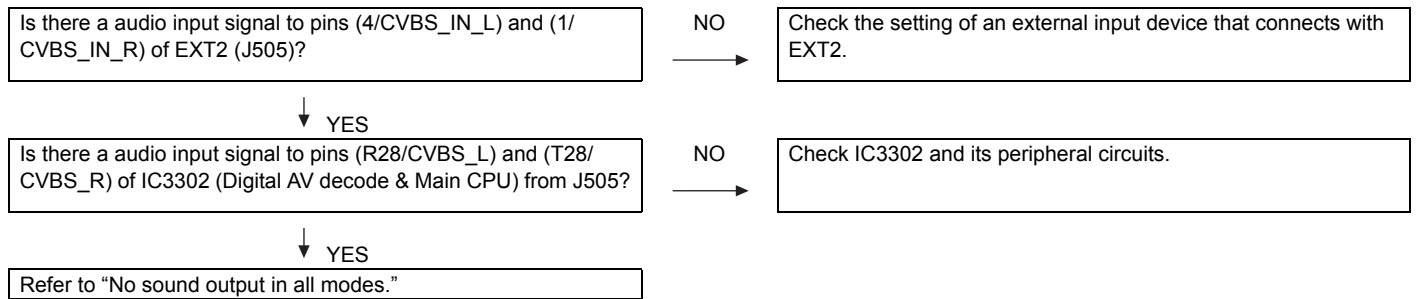 Is there a audio input signal to pins (4/CVBS_IN_L) and (1/
CVBS_IN_R) of EXT2 (J505)?
NO
Check the setting of an external input device that connects with
EXT2.
YES
Is there a audio input signal to pins (R28/CVBS_L) and (T28/
CVBS_R) of IC3302 (Digital AV decode & Main CPU) from J505?
NO
Check IC3302 and its peripheral circuits.
YES
Refer to “No sound output in all modes.”